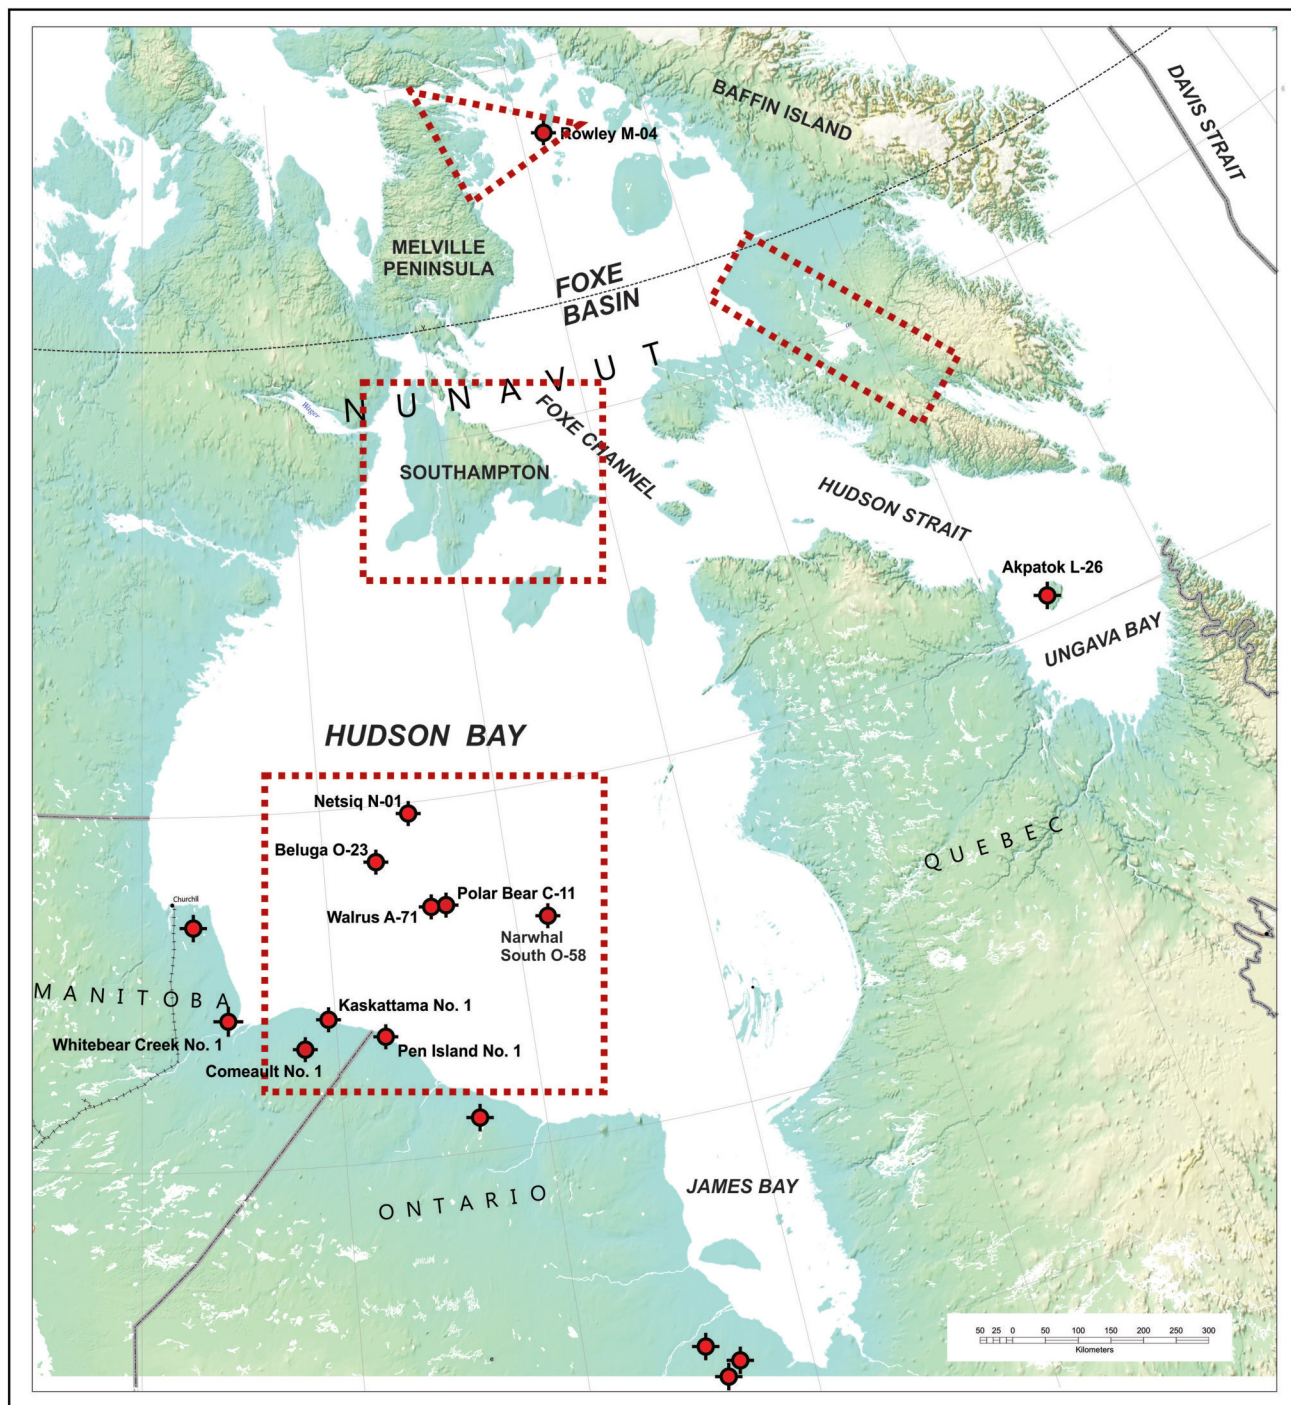 BAFFIN ISLAND
DAVIS STRAIT
Rowley M-04
MELVILLE
PENINSULA
FOXE
BASIN
NUNAVUT
Wager
FOXE CHANNEL
SOUTHAMPTON
HUDSON STRAIT
Akpatok L-26
UNGAVA BAY
HUDSON BAY
Netsiq N-01
Beluga O-23
QUEBEC
Polar Bear C-11
Walrus A-71
Churchill
Narwhal
South O-58
MANITOBA
Kaskattama No. 1
Whitebear Creek No. 1
Pen Island No. 1
Comeault No. 1
JAMES BAY
ONTARIO
50 25 0 50 100 150 200 250 300
Kilometers